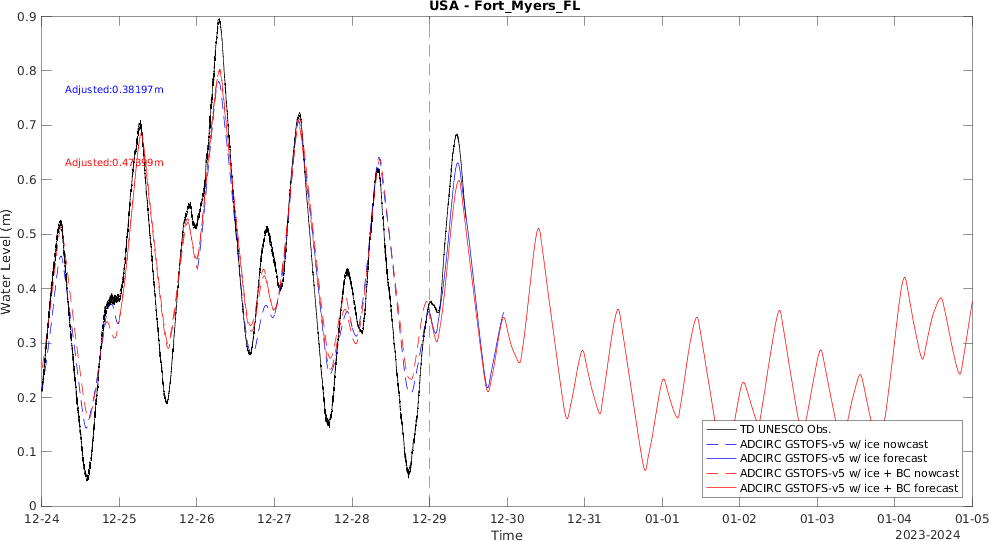 USA - Fort_Myers_FL
Water Level (m)
0.9
0.8
0.7
0.6
0.5
0.4
0.3
0.2
0.1
0
Adjusted:0.38197m
Adjusted:0.47399m
TD UNESCO Obs.
ADCIRC GSTOFS-v5 w/ ice nowcast
ADCIRC GSTOFS-v5 w/ ice forecast
ADCIRC GSTOFS-v5 w/ ice + BC nowcast
ADCIRC GSTOFS-v5 w/ ice + BC forecast
12-24 12-25 12-26 12-27 12-28 12-29 12-30 12-31 01-01 01-02 01-03 01-04 01-05
Time
2023-2024